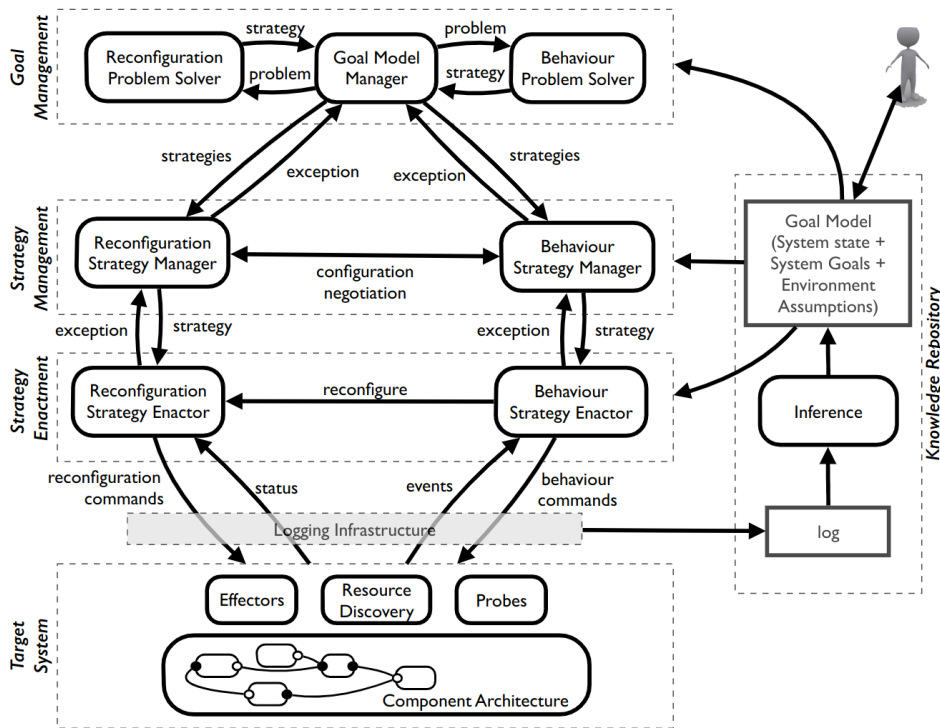 Goal
Management
Reconfiguration
Problem Solver
strategy
problem
Goal Model
Manager
problem
strategy
Behaviour
Problem Solver
strategies
exception
exception
strategies
Strategy
Management
Reconfiguration
Strategy Manager
configuration
negotiation
Behaviour
Strategy Manager
exception
strategy
exception
strategy
Strategy
Enactment
Reconfiguration
Strategy Enactor
reconfigure
Behaviour
Strategy Enactor
reconfiguration
commands
status
events
behaviour
commands
Logging Infrastructure
Target
System
Effectors
Resource
Discovery
Probes
Component Architecture
Knowledge Repository
Goal Model
(System state +
System Goals +
Environment
Assumptions)
Inference
log